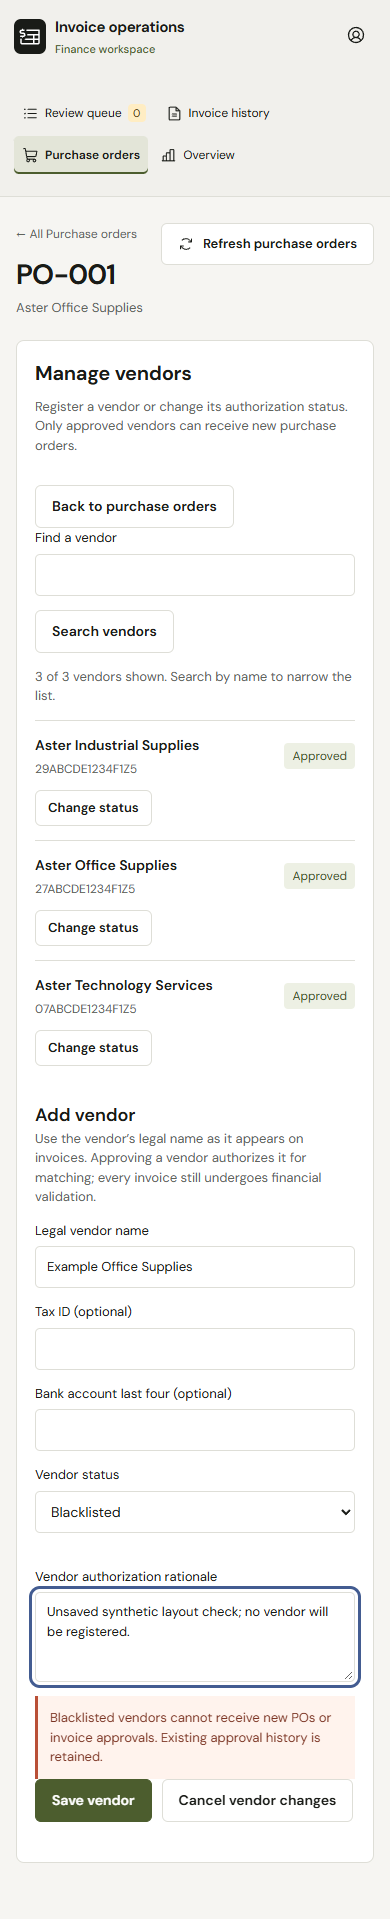 Invoice operations
Finance workspace
Review queue 0
Invoice history
Purchase orders
Overview
← All Purchase orders
Refresh purchase orders
PO-001
Aster Office Supplies
Manage vendors
Register a vendor or change its authorization status.
Only approved vendors can receive new purchase
orders.
Back to purchase orders
Find a vendor
Search vendors
3 of 3 vendors shown. Search by name to narrow the
list.
Aster Industrial Supplies
29ABCDE1234F1Z5
Approved
Change status
Aster Office Supplies
27ABCDE1234F1Z5
Approved
Change status
Aster Technology Services
07ABCDE1234F1Z5
Approved
Change status
Add vendor
Use the vendor’s legal name as it appears on
invoices. Approving a vendor authorizes it for
matching; every invoice still undergoes financial
validation.
Legal vendor name
Example Office Supplies
Tax ID (optional)
Bank account last four (optional)
Vendor status
Blacklisted
Vendor authorization rationale
Unsaved synthetic layout check; no vendor will
be registered.
Blacklisted vendors cannot receive new POs or
invoice approvals. Existing approval history is
retained.
Save vendor
Cancel vendor changes